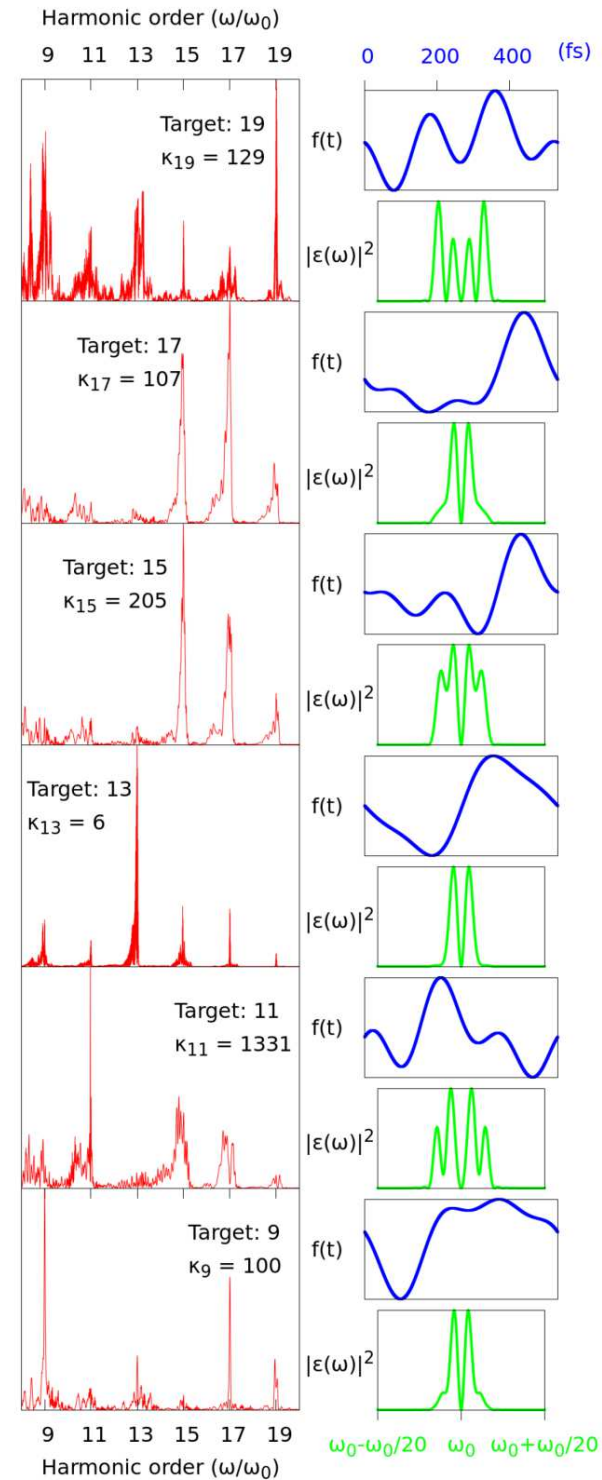 Harmonic order (ω/ω₀)
9 11 13 15 17 19
0 200 400 (fs)
Target: 19
κ₁₉ = 129
f(t)
|ε(ω)|²
Target: 17
κ₁₇ = 107
f(t)
|ε(ω)|²
Target: 15
κ₁₅ = 205
f(t)
|ε(ω)|²
Target: 13
κ₁₃ = 6
f(t)
|ε(ω)|²
Target: 11
κ₁₁ = 1331
f(t)
|ε(ω)|²
Target: 9
κ₉ = 100
f(t)
|ε(ω)|²
9 11 13 15 17 19
Harmonic order (ω/ω₀)
ω₀-ω₀/20 ω₀ ω₀+ω₀/20